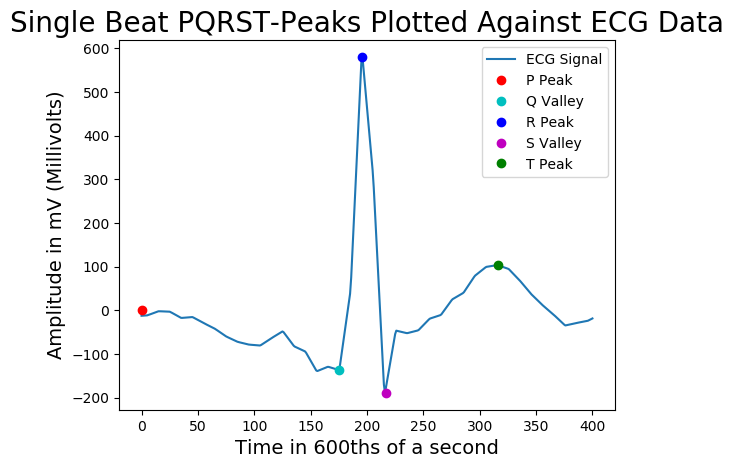 Single Beat PQRST-Peaks Plotted Against ECG Data
Amplitude in mV (Millivolts)
600
500
400
300
200
100
0
−100
−200
ECG Signal
P Peak
Q Valley
R Peak
S Valley
T Peak
0 50 100 150 200 250 300 350 400
Time in 600ths of a second